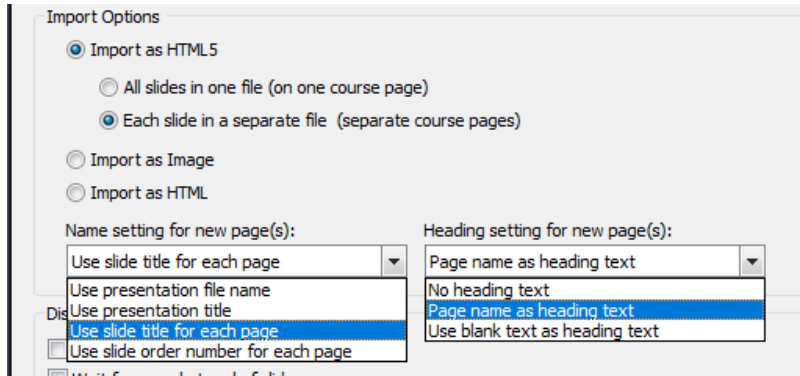 Import Options
Import as HTML5
All slides in one file (on one course page)
Each slide in a separate file (separate course pages)
Import as Image
Import as HTML
Name setting for new page(s): Heading setting for new page(s):
Use slide title for each page Page name as heading text
Use presentation file name No heading text
Use presentation title Page name as heading text
Use slide title for each page Use blank text as heading text
Use slide order number for each page